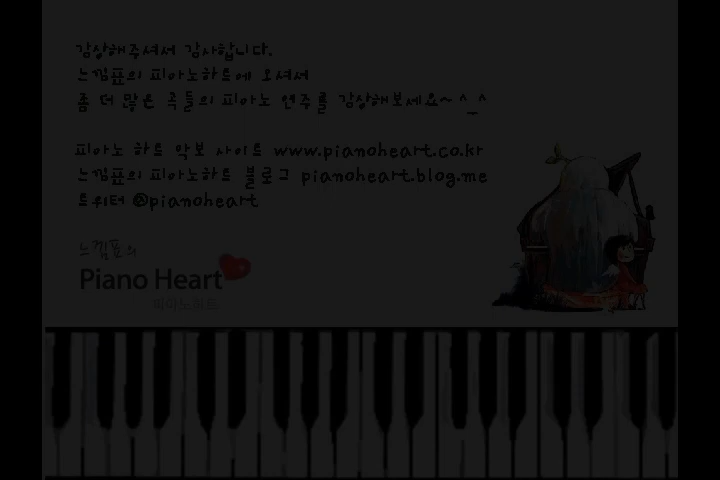 감상해주셔서 감사합니다.
느낌표의 피아노하트에 오셔서
좀 더 많은 곡들의 피아노 연주를 감상해보세요~ ^_^
피아노 하트 악보 사이트 www.pianoheart.co.kr
느낌표의 피아노하트 블로그 pianoheart.blog.me
트위터 @pianoheart
느낌표의
Piano Heart
피아노하트